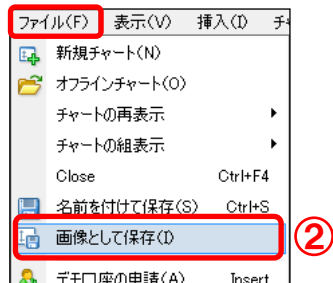 ファイル(F) 表示(V) 挿入(I) チ
新規チャート(N)
オフラインチャート(O)
チャートの再表示
チャートの組表示
Close Ctrl+F4
名前を付けて保存(S) Ctrl+S
画像として保存(I)
②
デモ口座の申請(A) Insert